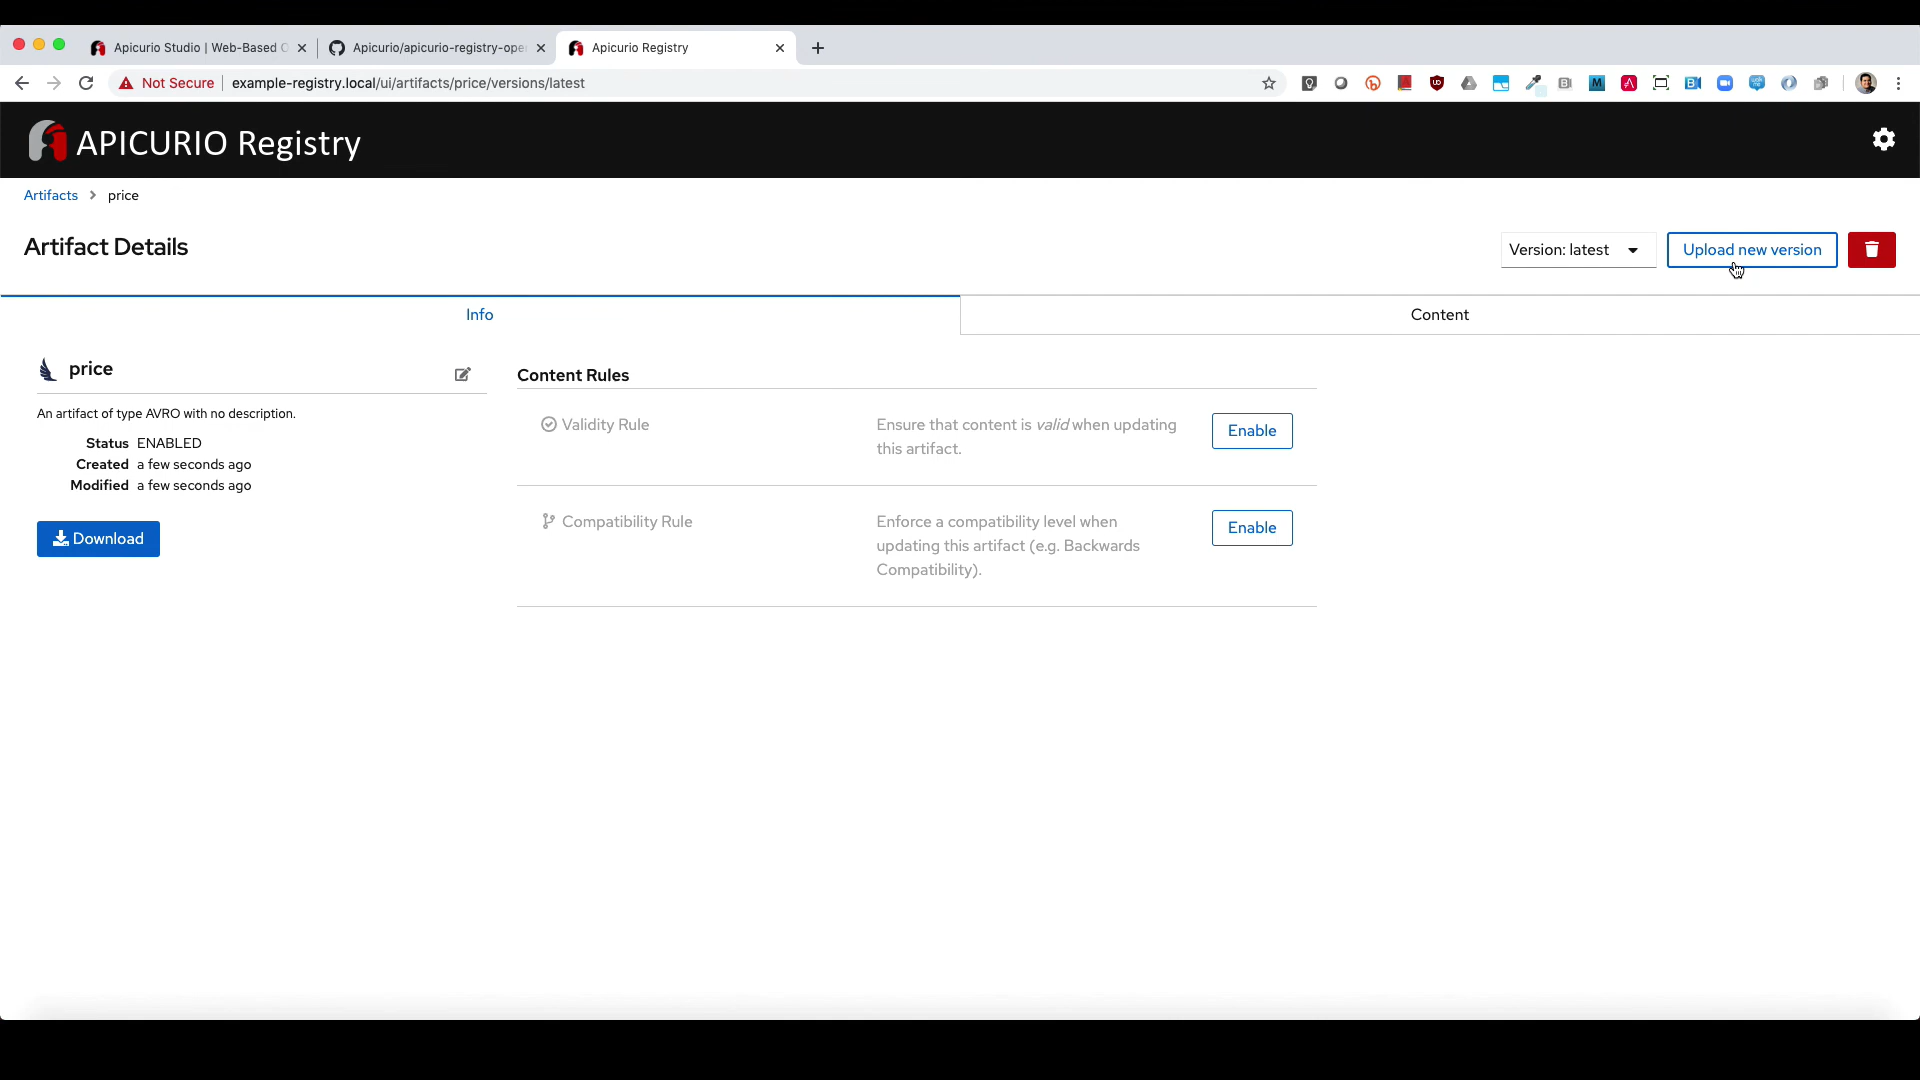 Apicurio Studio | Web-Based
Apicurio/apicurio-registry-ope
Apicurio Registry
Not Secure
example-registry.local/ui/artifacts/price/versions/latest
APICURIO Registry
Artifacts > price
Artifact Details
Version: latest
Upload new version
Info
Content
price
An artifact of type AVRO with no description.
Status ENABLED
Created a few seconds ago
Modified a few seconds ago
Download
Content Rules
Validity Rule
Ensure that content is valid when updating
this artifact.
Enable
Compatibility Rule
Enforce a compatibility level when
updating this artifact (e.g. Backwards
Compatibility).
Enable